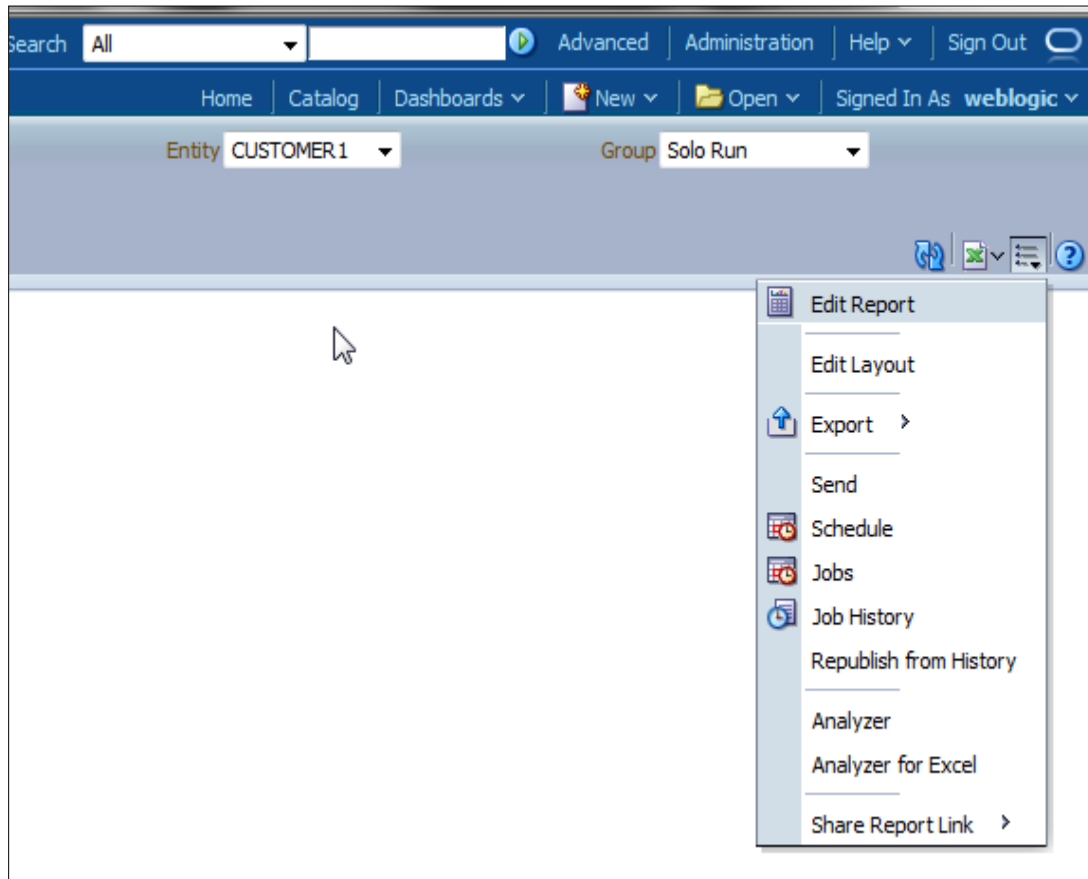 Search All Advanced Administration Help Sign Out
Home Catalog Dashboards New Open Signed In As weblogic
Entity CUSTOMER1 Group Solo Run
Edit Report
Edit Layout
Export
Send
Schedule
Jobs
Job History
Republish from History
Analyzer
Analyzer for Excel
Share Report Link